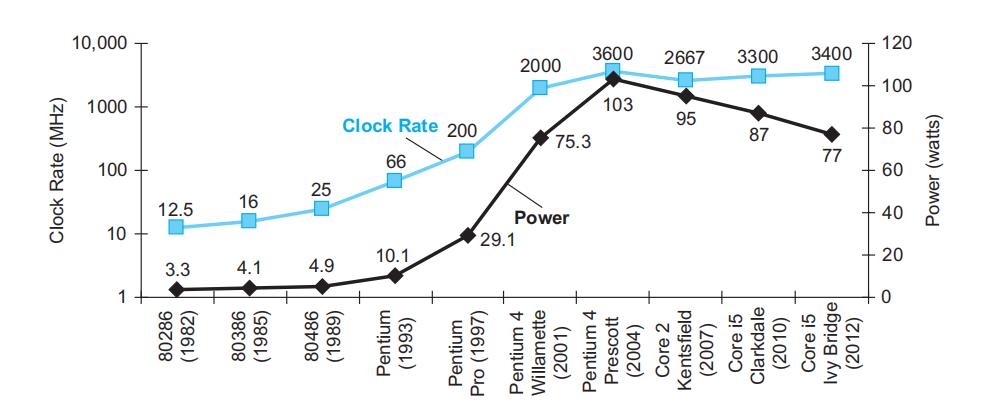 10,000
1000
100
10
1
Clock Rate (MHz)
120
100
80
60
40
20
0
Power (watts)
Clock Rate
Power
12.5
16
25
66
200
2000
3600
2667
3300
3400
3.3
4.1
4.9
10.1
29.1
75.3
103
95
87
77
80286
(1982)
80386
(1985)
80486
(1989)
Pentium
(1993)
Pentium
Pro (1997)
Pentium 4
Willamette
(2001)
Pentium 4
Prescott
(2004)
Core 2
Kentsfield
(2007)
Core i5
Clarkdale
(2010)
Core i5
Ivy Bridge
(2012)